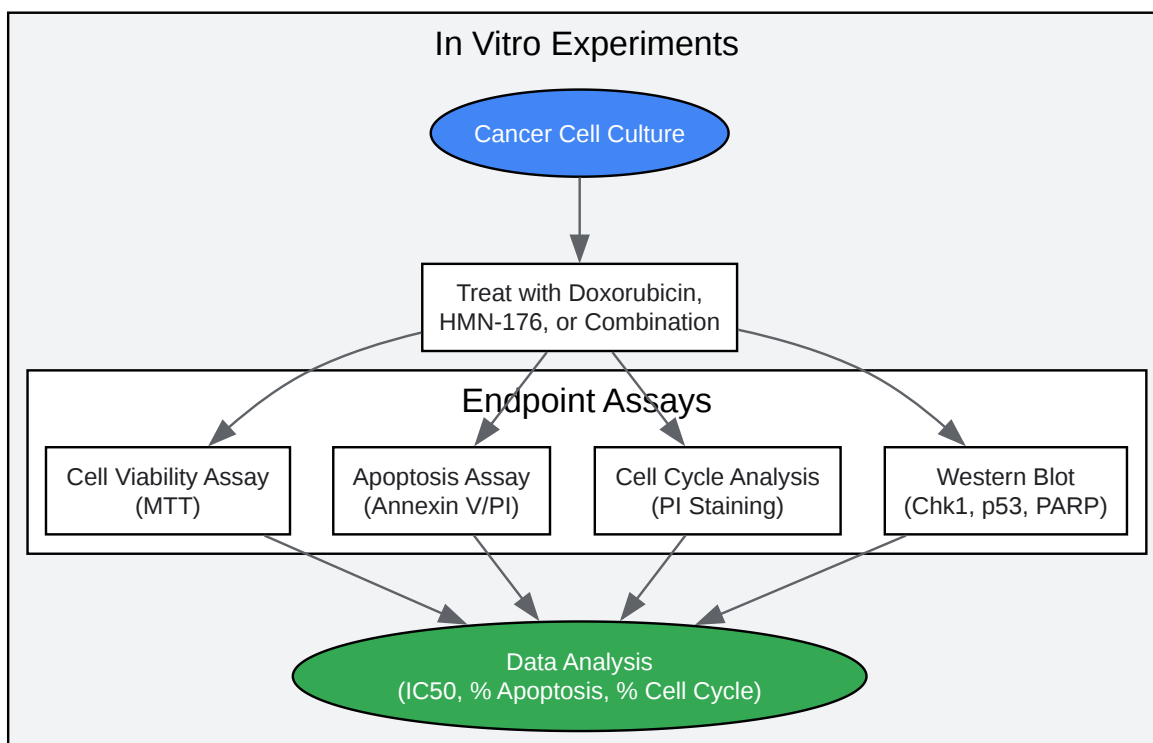 In Vitro Experiments
Cancer Cell Culture
Treat with Doxorubicin,
HMN-176, or Combination
Endpoint Assays
Cell Viability Assay
(MTT)
Apoptosis Assay
(Annexin V/PI)
Cell Cycle Analysis
(PI Staining)
Western Blot
(Chk1, p53, PARP)
Data Analysis
(IC50, % Apoptosis, % Cell Cycle)